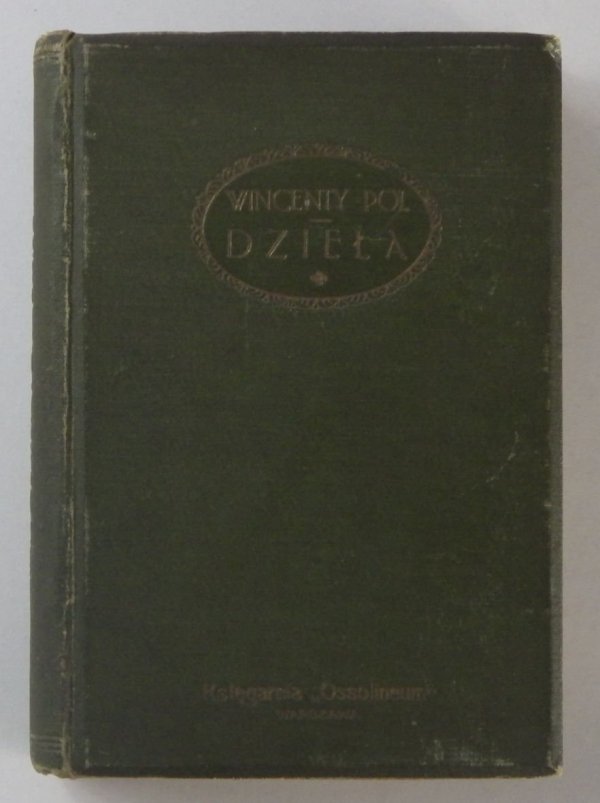 WINCENTY POL
DZIEŁA
Księgarnia „Ossolineum”
WARSZAWA